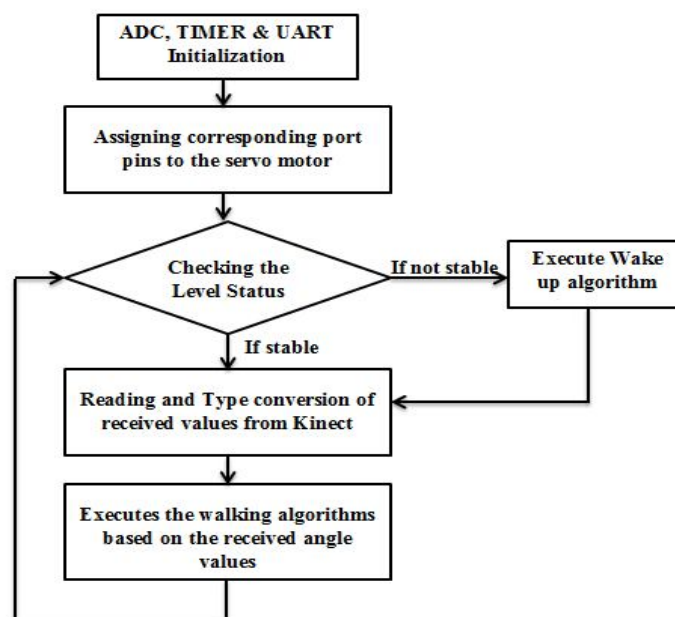 ADC, TIMER & UART
Initialization
Assigning corresponding port
pins to the servo motor
Checking the
Level Status
If not stable
Execute Wake
up algorithm
If stable
Reading and Type conversion of
received values from Kinect
Executes the walking algorithms
based on the received angle
values